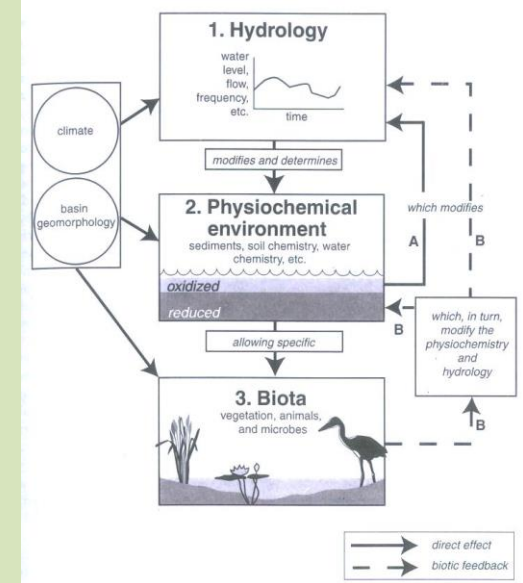 1. Hydrology
water
level,
flow,
frequency,
etc.
time
climate
modifies and determines
basin
geomorphology
2. Physiochemical
environment
sediments, soil chemistry, water
chemistry, etc.
oxidized
reduced
which modifies
A
B
B
which, in turn,
modify the
physiochemistry
and
hydrology
allowing specific
3. Biota
vegetation, animals,
and microbes
B
direct effect
biotic feedback